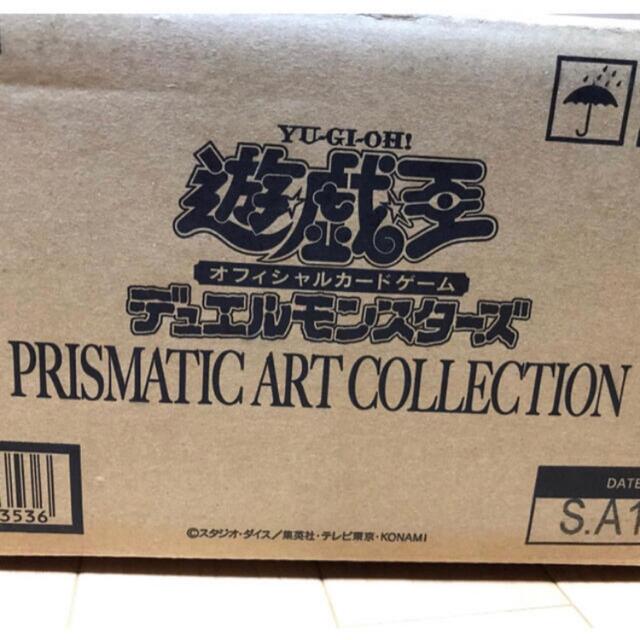 YU-GI-OH!
遊☆戯☆王
オフィシャルカードゲーム
デュエルモンスターズ
PRISMATIC ART COLLECTION
3536
DATE
S.A1
©スタジオ・ダイス/集英社・テレビ東京・KONAMI